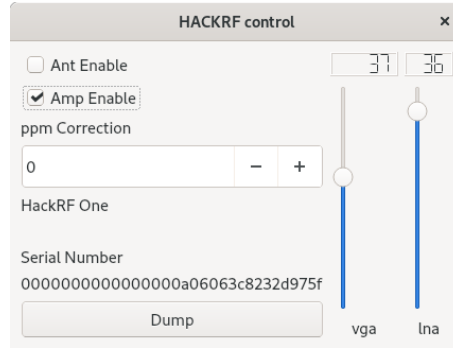 HACKRF control ×
Ant Enable
37 36
Amp Enable
ppm Correction
0 − +
HackRF One
Serial Number
0000000000000000a06063c8232d975f
Dump
vga lna